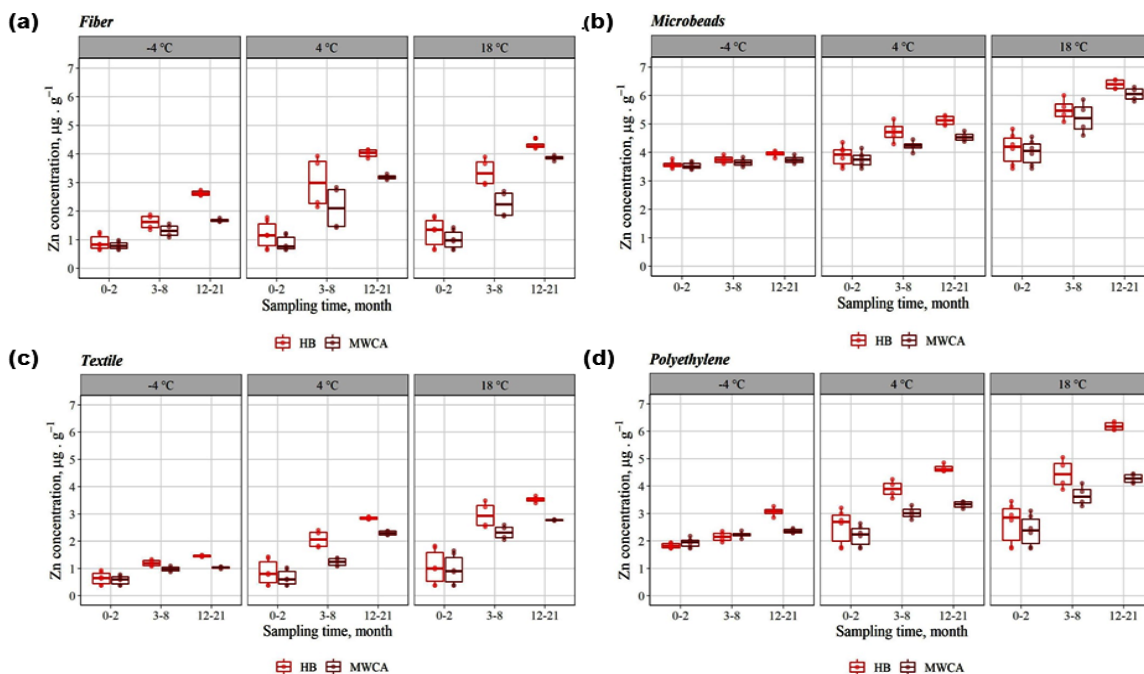 (a) Fiber
-4 °C 4 °C 18 °C
Zn concentration, µg . g⁻¹
7
6
5
4
3
2
1
0
0-2 3-8 12-21 0-2 3-8 12-21 0-2 3-8 12-21
Sampling time, month
HB MWCA
(b) Microbeads
-4 °C 4 °C 18 °C
Zn concentration, µg . g⁻¹
7
6
5
4
3
2
1
0
0-2 3-8 12-21 0-2 3-8 12-21 0-2 3-8 12-21
Sampling time, month
HB MWCA
(c) Textile
-4 °C 4 °C 18 °C
Zn concentration, µg . g⁻¹
7
6
5
4
3
2
1
0
0-2 3-8 12-21 0-2 3-8 12-21 0-2 3-8 12-21
Sampling time, month
HB MWCA
(d) Polyethylene
-4 °C 4 °C 18 °C
Zn concentration, µg . g⁻¹
7
6
5
4
3
2
1
0
0-2 3-8 12-21 0-2 3-8 12-21 0-2 3-8 12-21
Sampling time, month
HB MWCA